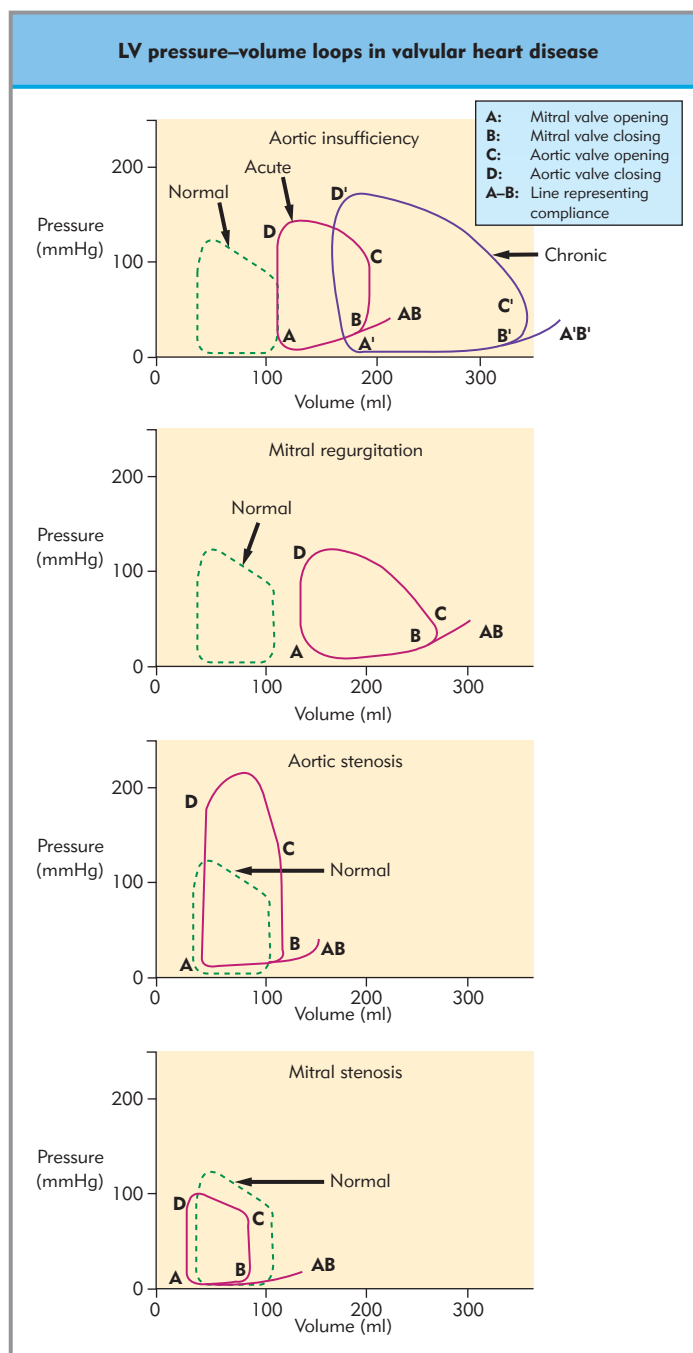 LV pressure–volume loops in valvular heart disease
A: Mitral valve opening
B: Mitral valve closing
C: Aortic valve opening
D: Aortic valve closing
A–B: Line representing
compliance
Aortic insufficiency
Acute
Normal
Chronic
Pressure
(mmHg)
200
100
0
D
C
B
A
AB
D'
C'
B'
A'
A'B'
0 100 200 300
Volume (ml)
Mitral regurgitation
Normal
Pressure
(mmHg)
200
100
0
D
C
B
A
AB
0 100 200 300
Volume (ml)
Aortic stenosis
Normal
Pressure
(mmHg)
200
100
0
D
C
B
A
AB
0 100 200 300
Volume (ml)
Mitral stenosis
Normal
Pressure
(mmHg)
200
100
0
D
C
B
A
AB
0 100 200 300
Volume (ml)